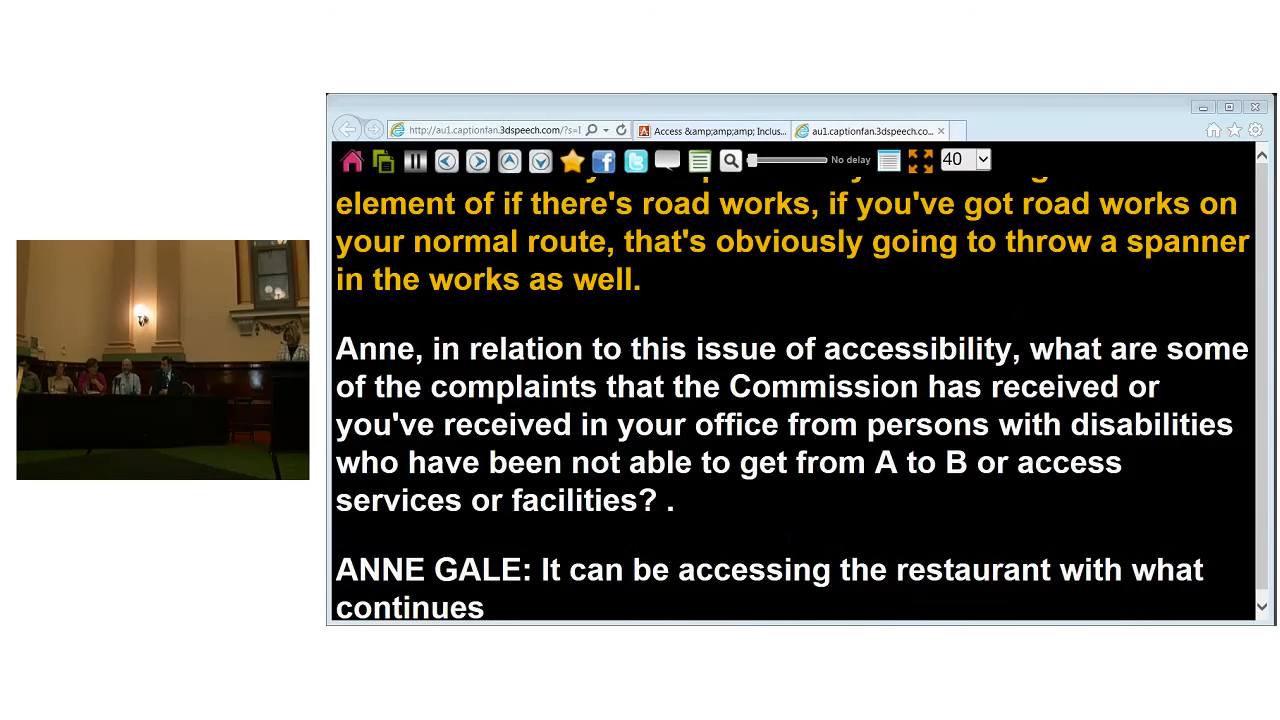 http://au1.captionfan.3dspeech.com/?s=I
Access &amp;amp;amp; Inclus...
au1.captionfan.3dspeech.co...
No delay
40
element of if there's road works, if you've got road works on
your normal route, that's obviously going to throw a spanner
in the works as well.
Anne, in relation to this issue of accessibility, what are some
of the complaints that the Commission has received or
you've received in your office from persons with disabilities
who have been not able to get from A to B or access
services or facilities? .
ANNE GALE: It can be accessing the restaurant with what
continues